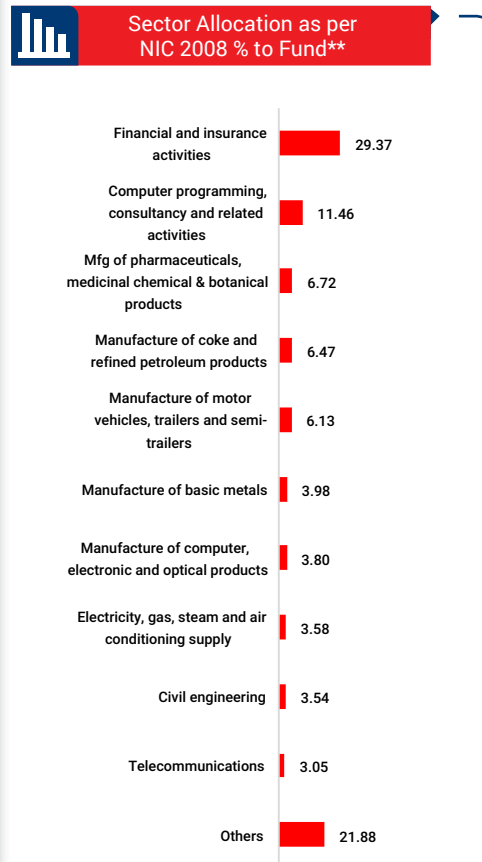 Sector Allocation as per
NIC 2008 % to Fund**
Financial and insurance
activities
29.37
Computer programming,
consultancy and related
activities
11.46
Mfg of pharmaceuticals,
medicinal chemical & botanical
products
6.72
Manufacture of coke and
refined petroleum products
6.47
Manufacture of motor
vehicles, trailers and semi-
trailers
6.13
Manufacture of basic metals
3.98
Manufacture of computer,
electronic and optical products
3.80
Electricity, gas, steam and air
conditioning supply
3.58
Civil engineering
3.54
Telecommunications
3.05
Others
21.88